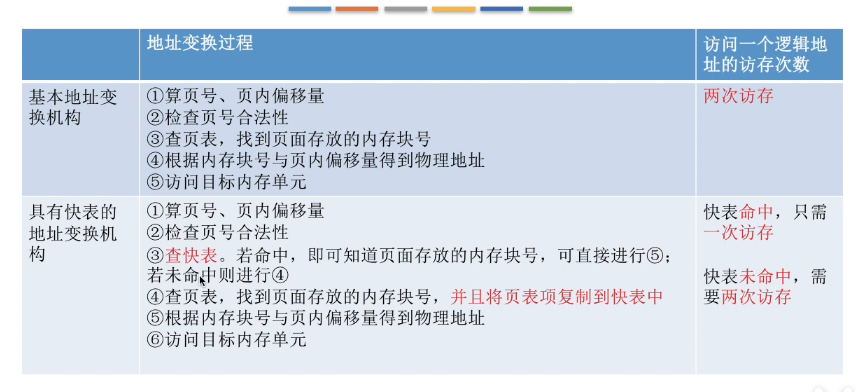 地址变换过程
访问一个逻辑地
址的访存次数
基本地址变
换机构
①算页号、页内偏移量
②检查页号合法性
③查页表，找到页面存放的内存块号
④根据内存块号与页内偏移量得到物理地址
⑤访问目标内存单元
两次访存
具有快表的
地址变换机
构
①算页号、页内偏移量
②检查页号合法性
③查快表。若命中，即可知道页面存放的内存块号，可直接进行⑤；
若未命中则进行④
④查页表，找到页面存放的内存块号，并且将页表项复制到快表中
⑤根据内存块号与页内偏移量得到物理地址
⑥访问目标内存单元
快表命中，只需
一次访存
快表未命中，需
要两次访存